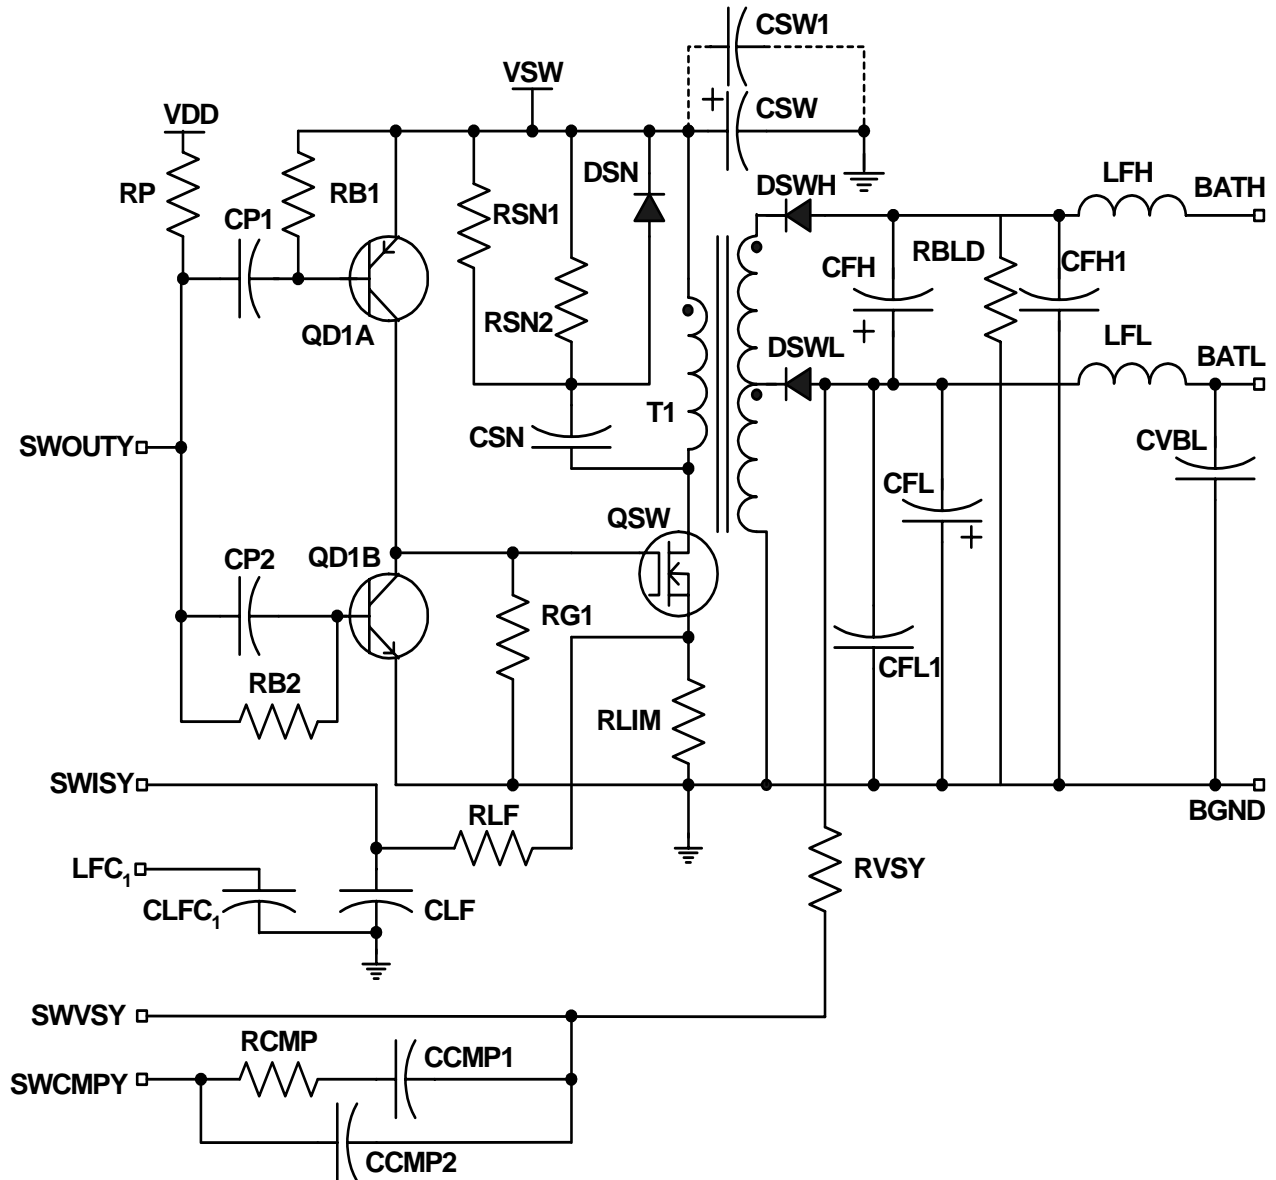 CSW1
VSW
CSW
VDD
RP
CP1
RB1
RSN1
DSN
DSWH
LFH
BATH
CFH
RBLD
CFH1
QD1A
RSN2
DSWL
LFL
BATL
T1
SWOUTY
CSN
CVBL
CFL
QSW
CP2
QD1B
RG1
CFL1
RB2
RLIM
SWISY
RLF
BGND
LFC1
CLFC1
CLF
RVSY
SWVSY
RCMP
CCMP1
SWCMPY
CCMP2